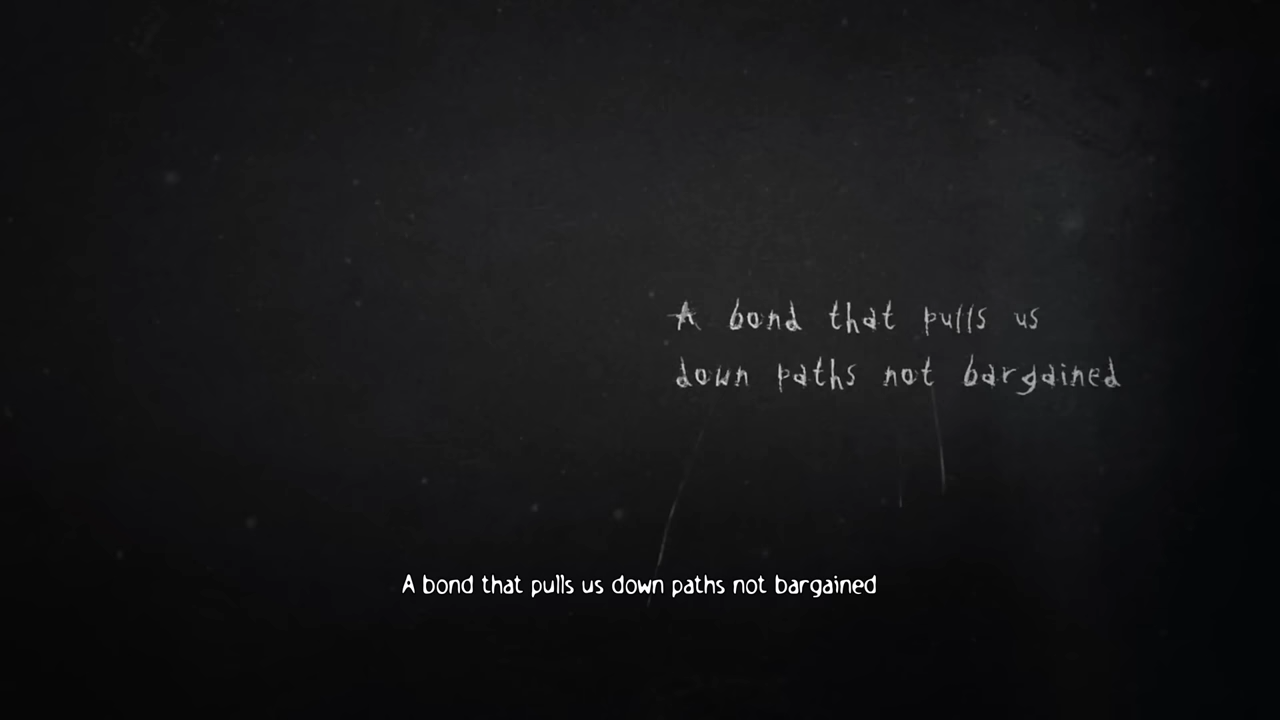 A bond that pulls us
down paths not bargained
A bond that pulls us down paths not bargained